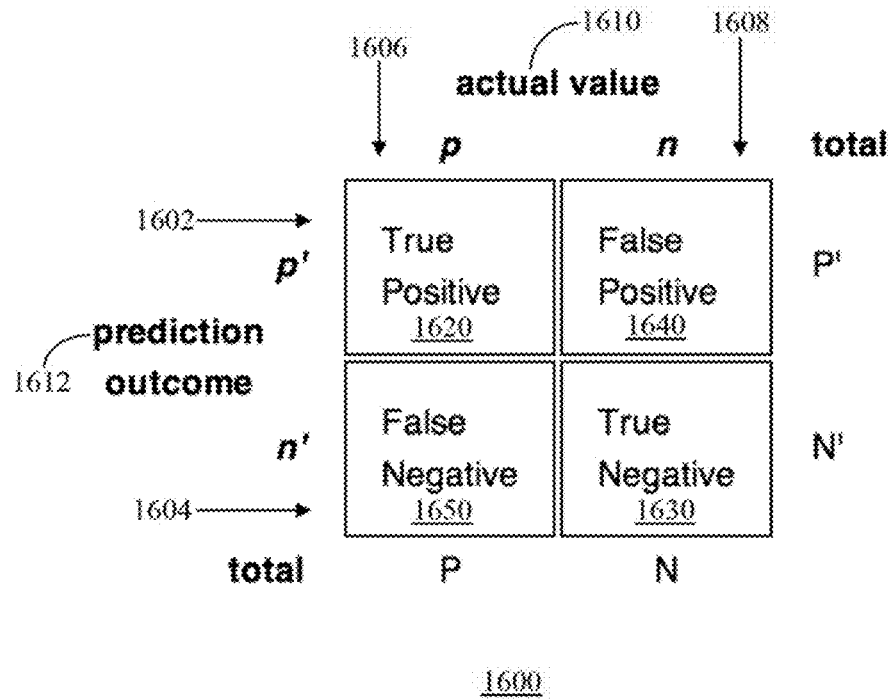 1610
1608
1606
actual value
p n total
1602
True
Positive
1620
False
Positive
1640
p' P'
prediction
outcome
1612
False
Negative
1650
True
Negative
1630
n' N'
1604
total P N
1600